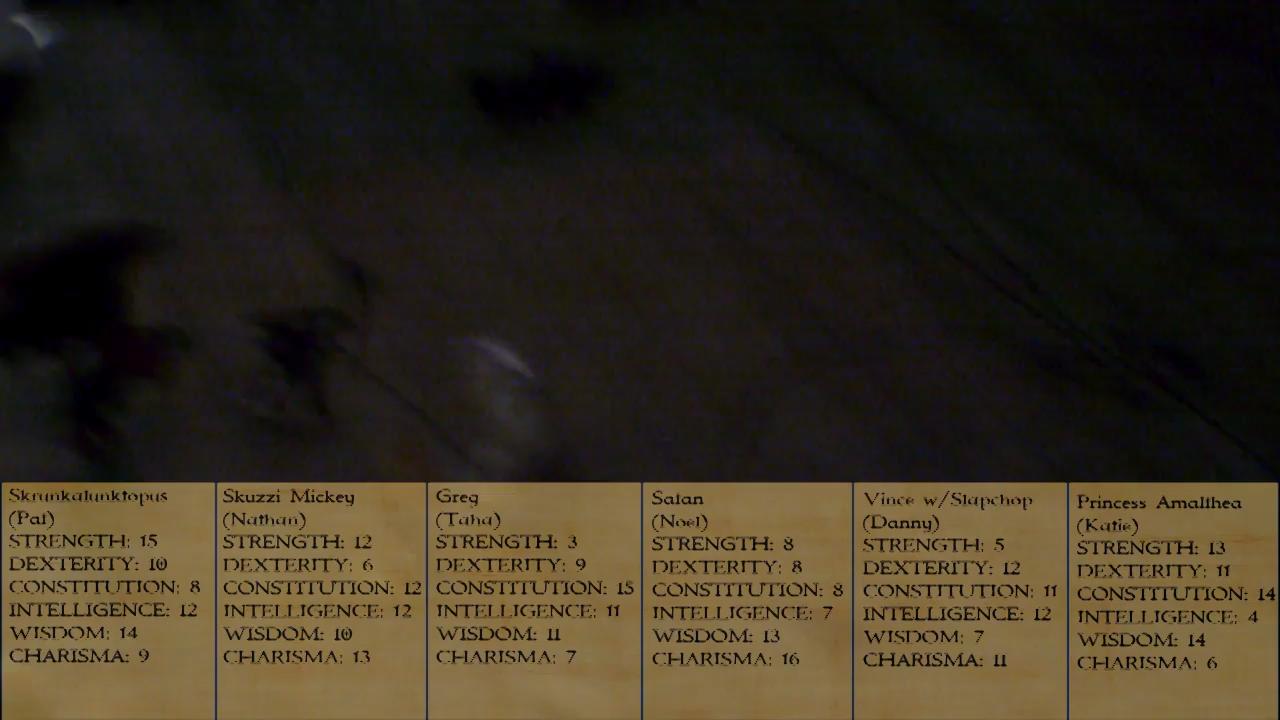 Skrunkalunktopus
(Pat)
STRENGTH: 15
DEXTERITY: 10
CONSTITUTION: 8
INTELLIGENCE: 12
WISDOM: 14
CHARISMA: 9
Skuzzi Mickey
(Nathan)
STRENGTH: 12
DEXTERITY: 6
CONSTITUTION: 12
INTELLIGENCE: 12
WISDOM: 10
CHARISMA: 13
Greg
(Taha)
STRENGTH: 3
DEXTERITY: 9
CONSTITUTION: 15
INTELLIGENCE: 11
WISDOM: 11
CHARISMA: 7
Satan
(Noel)
STRENGTH: 8
DEXTERITY: 8
CONSTITUTION: 8
INTELLIGENCE: 7
WISDOM: 13
CHARISMA: 16
Vince w/Slapchop
(Danny)
STRENGTH: 5
DEXTERITY: 12
CONSTITUTION: 11
INTELLIGENCE: 12
WISDOM: 7
CHARISMA: 11
Princess Amalthea
(Katie)
STRENGTH: 13
DEXTERITY: 11
CONSTITUTION: 14
INTELLIGENCE: 4
WISDOM: 14
CHARISMA: 6